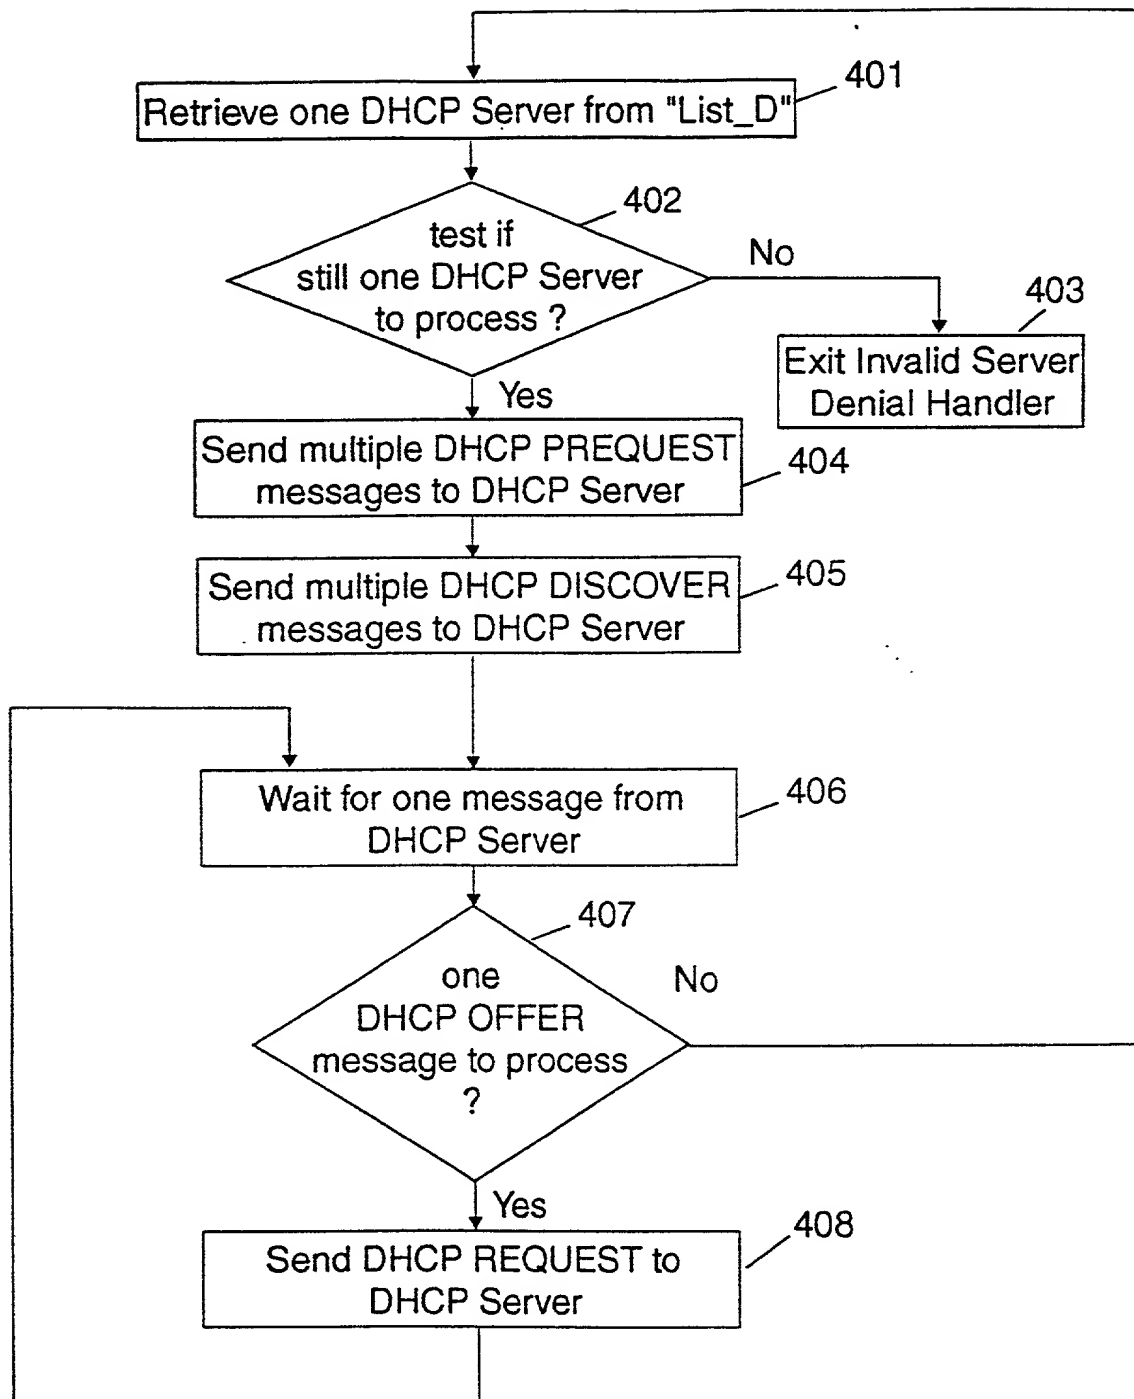 401
Retrieve one DHCP Server from "List_D"
402
test if
still one DHCP Server
to process ?
No
403
Exit Invalid Server
Denial Handler
Yes
Send multiple DHCP PREQUEST
messages to DHCP Server
404
Send multiple DHCP DISCOVER
messages to DHCP Server
405
Wait for one message from
DHCP Server
406
407
one
DHCP OFFER
message to process
?
No
Yes
408
Send DHCP REQUEST to
DHCP Server